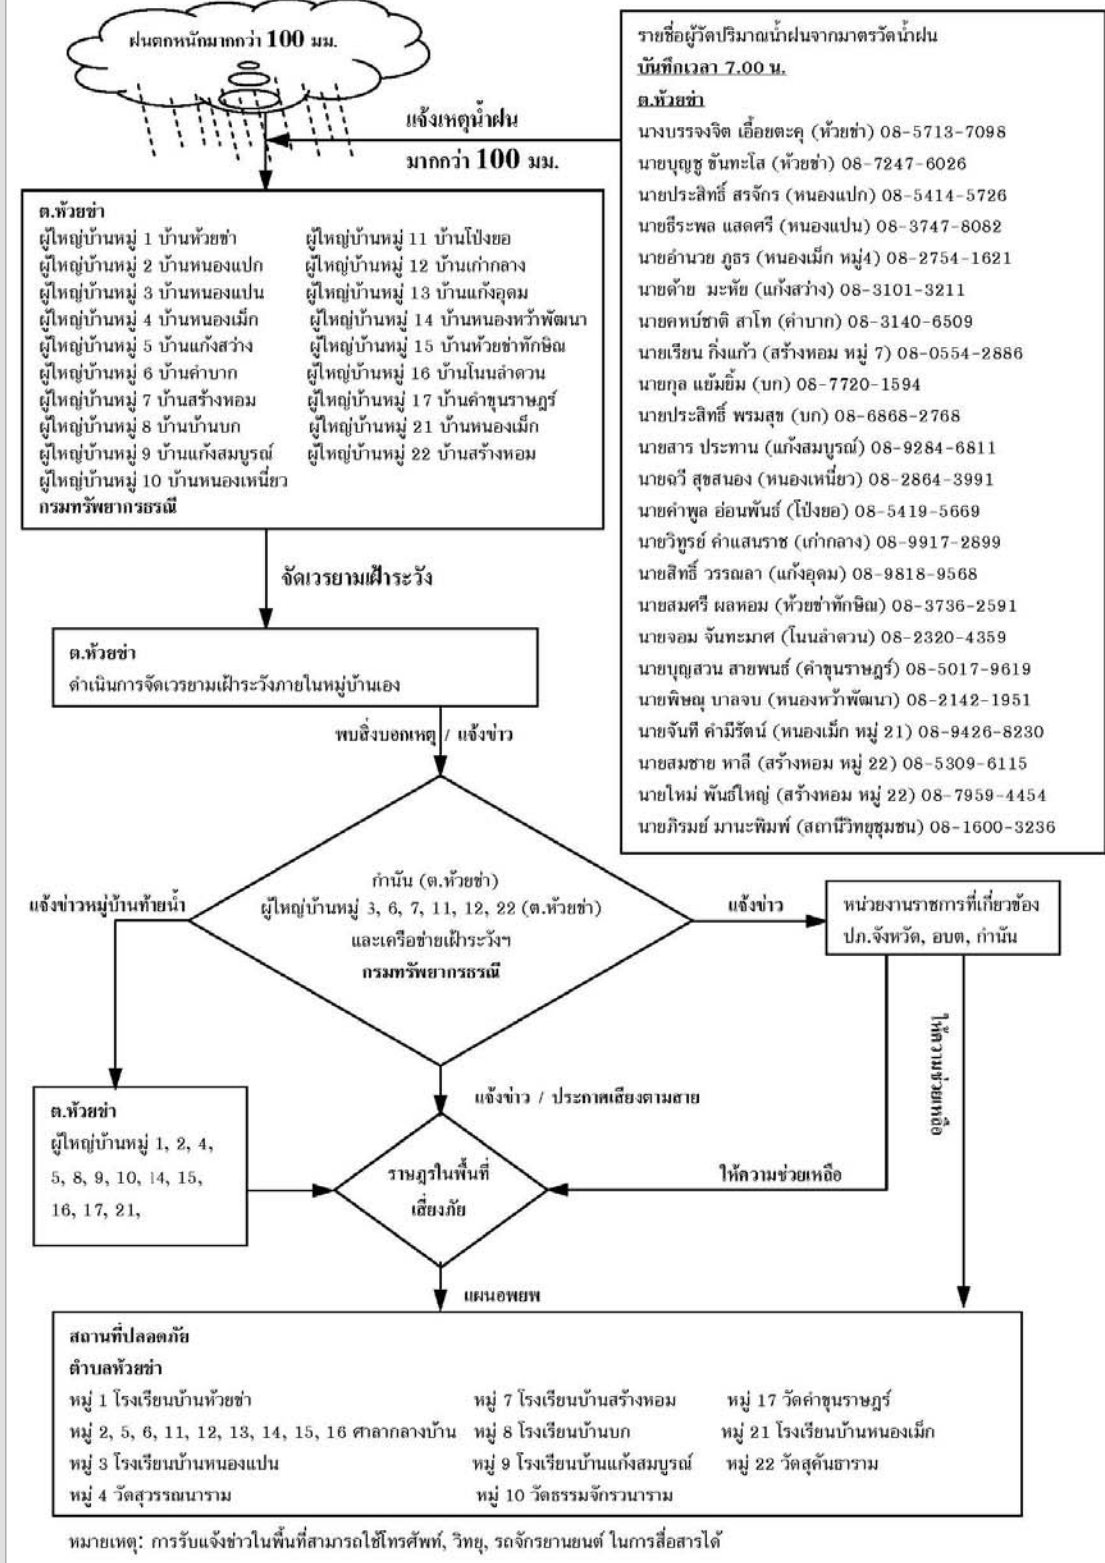 ฝนตกหนักมากกว่า 100 มม.
แจ้งเหตุน้ำฝน
มากกว่า 100 มม.
รายชื่อผู้วัดปริมาณน้ำฝนจากมาตรวัดน้ำฝน
บันทึกเวลา 7.00 น.
ต.ห้วยข่า
นางบรรจงจิต เอื้อยตะคุ (ห้วยข่า) 08-5713-7098
นายบุญชู ขันทะโส (ห้วยข่า) 08-7247-6026
นายประสิทธิ์ สรจักร (หนองแปก) 08-5414-5726
นายธีระพล แสดศรี (หนองแปน) 08-3747-8082
นายอำนวย ภูธร (หนองเม็ก หมู่4) 08-2754-1621
นายด้าย มะหัย (แก้งสว่าง) 08-3101-3211
นายคหบ์ชาติ สาโท (คำบาก) 08-3140-6509
นายเรียน กิ่งแก้ว (สร้างหอม หมู่ 7) 08-0554-2886
นายกุล แย้มยิ้ม (บก) 08-7720-1594
นายประสิทธิ์ พรมสุข (บก) 08-6868-2768
นายสาร ประทาน (แก้งสมบูรณ์) 08-9284-6811
นายฉวี สุขสนอง (หนองเหนี่ยว) 08-2864-3991
นายคำพูล อ่อนพันธ์ (โป่งยอ) 08-5419-5669
นายวิทูรย์ คำแสนราช (เก่ากลาง) 08-9917-2899
นายสิทธิ์ วรรณลา (แก้งอุดม) 08-9818-9568
นายสมศรี ผลหอม (ห้วยข่าทักษิณ) 08-3736-2591
นายจอม จันทะมาศ (โนนลำดวน) 08-2320-4359
นายบุญสวน สายพนธ์ (คำขุนราษฎร์) 08-5017-9619
นายพิษณุ บาลจบ (หนองหว้าพัฒนา) 08-2142-1951
นายจันที คำมีรัตน์ (หนองเม็ก หมู่ 21) 08-9426-8230
นายสมชาย หาลี (สร้างหอม หมู่ 22) 08-5309-6115
นายใหม่ พันธ์ใหญ่ (สร้างหอม หมู่ 22) 08-7959-4454
นายภิรมย์ มานะพิมพ์ (สถานีวิทยุชุมชน) 08-1600-3236
ต.ห้วยข่า
ผู้ใหญ่บ้านหมู่ 1 บ้านห้วยข่า
ผู้ใหญ่บ้านหมู่ 2 บ้านหนองแปก
ผู้ใหญ่บ้านหมู่ 3 บ้านหนองแปน
ผู้ใหญ่บ้านหมู่ 4 บ้านหนองเม็ก
ผู้ใหญ่บ้านหมู่ 5 บ้านแก้งสว่าง
ผู้ใหญ่บ้านหมู่ 6 บ้านคำบาก
ผู้ใหญ่บ้านหมู่ 7 บ้านสร้างหอม
ผู้ใหญ่บ้านหมู่ 8 บ้านบ้านบก
ผู้ใหญ่บ้านหมู่ 9 บ้านแก้งสมบูรณ์
ผู้ใหญ่บ้านหมู่ 10 บ้านหนองเหนี่ยว
กรมทรัพยากรธรณี
ผู้ใหญ่บ้านหมู่ 11 บ้านโป่งยอ
ผู้ใหญ่บ้านหมู่ 12 บ้านเก่ากลาง
ผู้ใหญ่บ้านหมู่ 13 บ้านแก้งอุดม
ผู้ใหญ่บ้านหมู่ 14 บ้านหนองหว้าพัฒนา
ผู้ใหญ่บ้านหมู่ 15 บ้านห้วยข่าทักษิณ
ผู้ใหญ่บ้านหมู่ 16 บ้านโนนลำดวน
ผู้ใหญ่บ้านหมู่ 17 บ้านคำขุนราษฎร์
ผู้ใหญ่บ้านหมู่ 21 บ้านหนองเม็ก
ผู้ใหญ่บ้านหมู่ 22 บ้านสร้างหอม
จัดเวรยามเฝ้าระวัง
ต.ห้วยข่า
ดำเนินการจัดเวรยามเฝ้าระวังภายในหมู่บ้านเอง
พบสิ่งบอกเหตุ / แจ้งข่าว
กำนัน (ต.ห้วยข่า)
ผู้ใหญ่บ้านหมู่ 3, 6, 7, 11, 12, 22 (ต.ห้วยข่า)
และเครือข่ายเฝ้าระวังฯ
กรมทรัพยากรธรณี
แจ้งข่าวหมู่บ้านท้ายน้ำ
แจ้งข่าว
หน่วยงานราชการที่เกี่ยวข้อง
ปภ.จังหวัด, อบต, กำนัน
ให้ความช่วยเหลือ
ต.ห้วยข่า
ผู้ใหญ่บ้านหมู่ 1, 2, 4,
5, 8, 9, 10, 14, 15,
16, 17, 21,
แจ้งข่าว / ประกาศเสียงตามสาย
ราษฎรในพื้นที่
เสี่ยงภัย
ให้ความช่วยเหลือ
แผนอพยพ
สถานที่ปลอดภัย
ตำบลห้วยข่า
หมู่ 1 โรงเรียนบ้านห้วยข่า
หมู่ 2, 5, 6, 11, 12, 13, 14, 15, 16 ศาลากลางบ้าน
หมู่ 3 โรงเรียนบ้านหนองแปน
หมู่ 4 วัดสุวรรณนาราม
หมู่ 7 โรงเรียนบ้านสร้างหอม
หมู่ 8 โรงเรียนบ้านบก
หมู่ 9 โรงเรียนบ้านแก้งสมบูรณ์
หมู่ 10 วัดธรรมจักรวนาราม
หมู่ 17 วัดคำขุนราษฎร์
หมู่ 21 โรงเรียนบ้านหนองเม็ก
หมู่ 22 วัดสุคันธาราม
หมายเหตุ: การรับแจ้งข่าวในพื้นที่สามารถใช้โทรศัพท์, วิทยุ, รถจักรยานยนต์ ในการสื่อสารได้